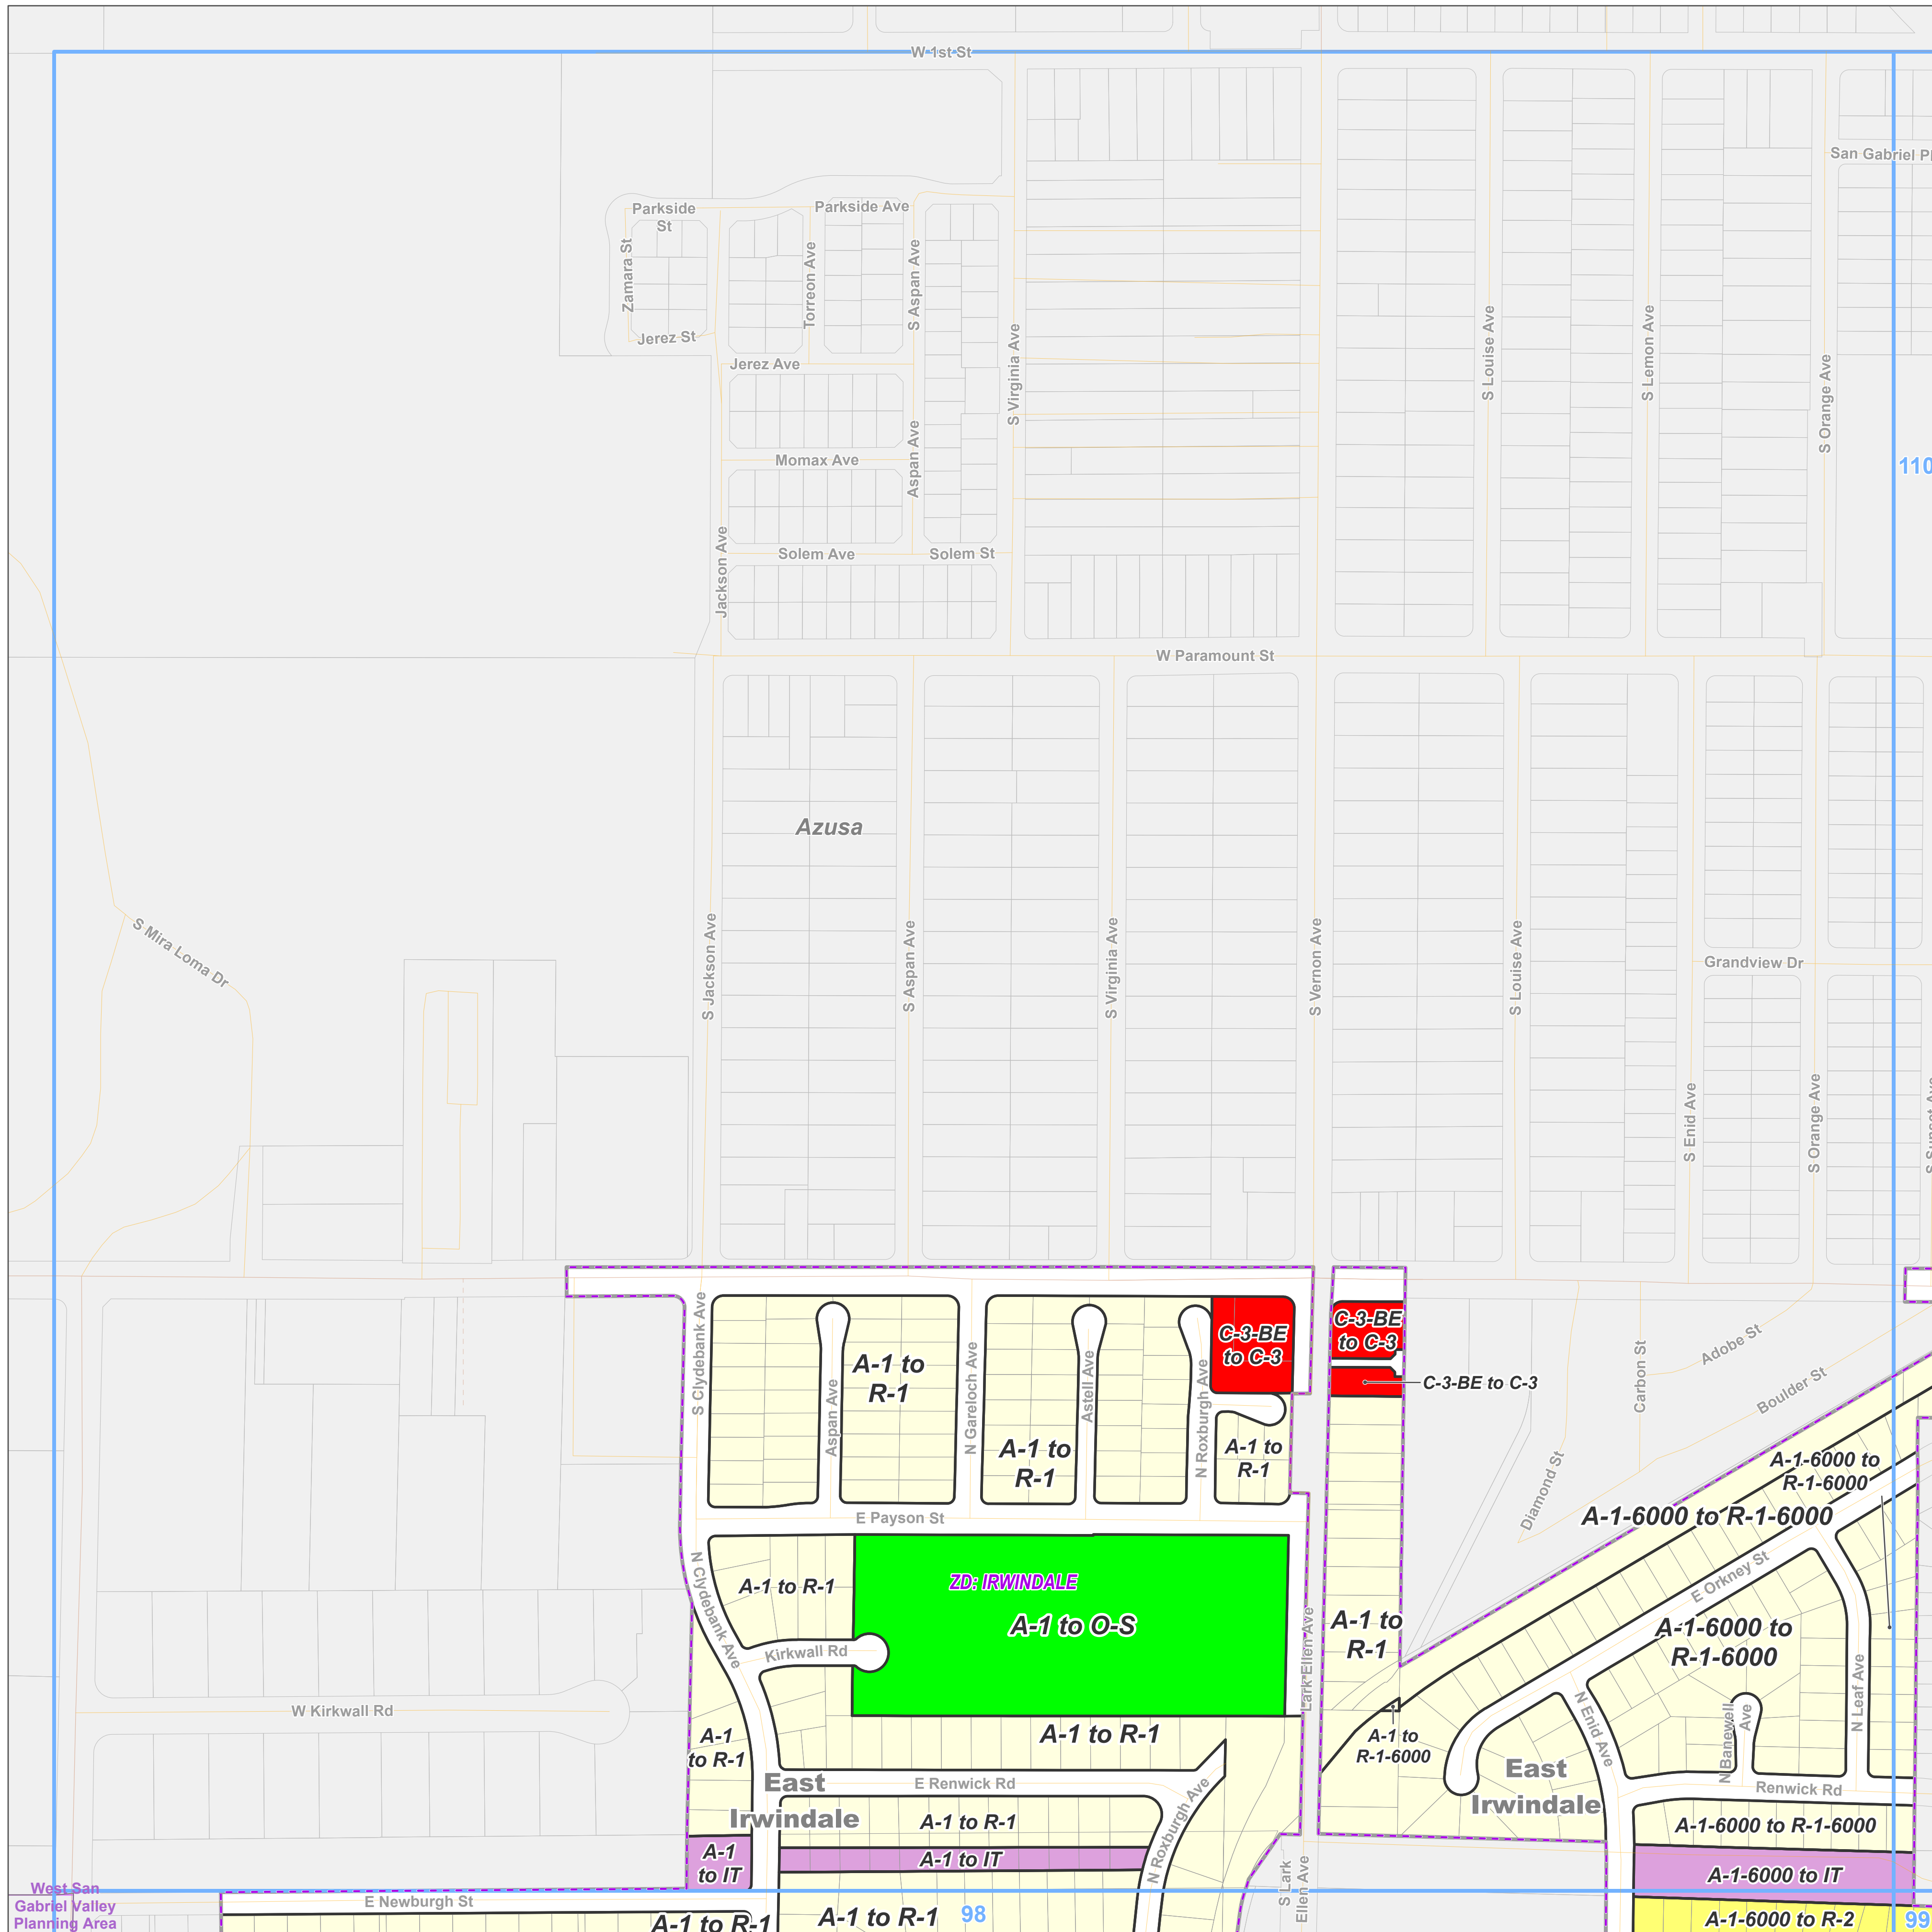 W 1st St
San Gabriel Pl
Parkside
St
Parkside Ave
Zamara St
Torreon Ave
S Aspan Ave
S Virginia Ave
S Louise Ave
S Lemon Ave
S Orange Ave
Jerez St
Jerez Ave
Momax Ave
Aspan Ave
110
Solem Ave
Solem St
Jackson Ave
W Paramount St
Azusa
S Mira Loma Dr
S Jackson Ave
S Aspan Ave
S Virginia Ave
S Vernon Ave
S Louise Ave
Grandview Dr
S Enid Ave
S Orange Ave
S Sunset Ave
S Clydebank Ave
Aspan Ave
A-1 to
R-1
N Gareloch Ave
A-1 to
R-1
Astell Ave
N Roxburgh Ave
C-3-BE
to C-3
A-1 to
R-1
C-3-BE
to C-3
C-3-BE to C-3
Carbon St
Adobe St
Boulder St
Diamond St
A-1-6000 to
R-1-6000
A-1-6000 to R-1-6000
E Payson St
N Clydebank Ave
A-1 to R-1
ZD: IRWINDALE
A-1 to O-S
Kirkwall Rd
Lark Ellen Ave
A-1 to
R-1
E Orkney St
A-1-6000 to
R-1-6000
N Leaf Ave
W Kirkwall Rd
A-1
to R-1
A-1 to R-1
A-1 to
R-1-6000
N Enid Ave
N Banewell
Ave
East
Irwindale
E Renwick Rd
East
Irwindale
Renwick Rd
A-1 to R-1
N Roxburgh Ave
A-1-6000 to R-1-6000
A-1
to IT
A-1 to IT
A-1-6000 to IT
West San
Gabriel Valley
Planning Area
E Newburgh St
S Lark
Ellen Ave
A-1 to R-1
A-1 to R-1
98
A-1-6000 to R-2
99